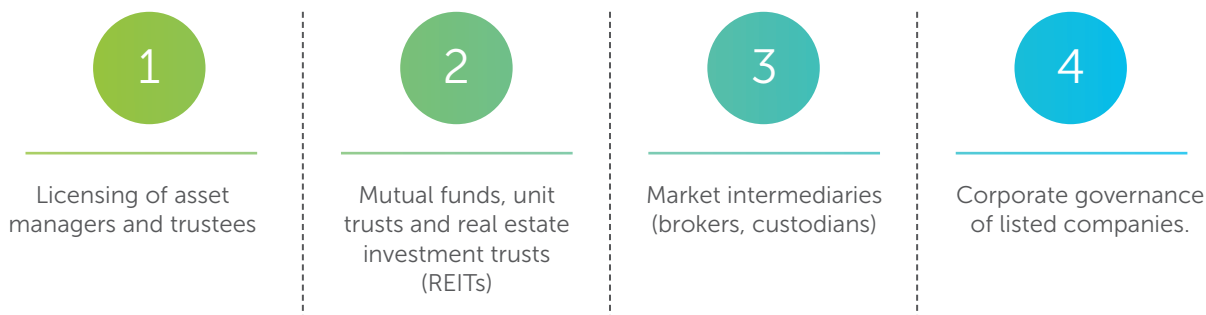 1
Licensing of asset
managers and trustees
2
Mutual funds, unit
trusts and real estate
investment trusts
(REITs)
3
Market intermediaries
(brokers, custodians)
4
Corporate governance
of listed companies.